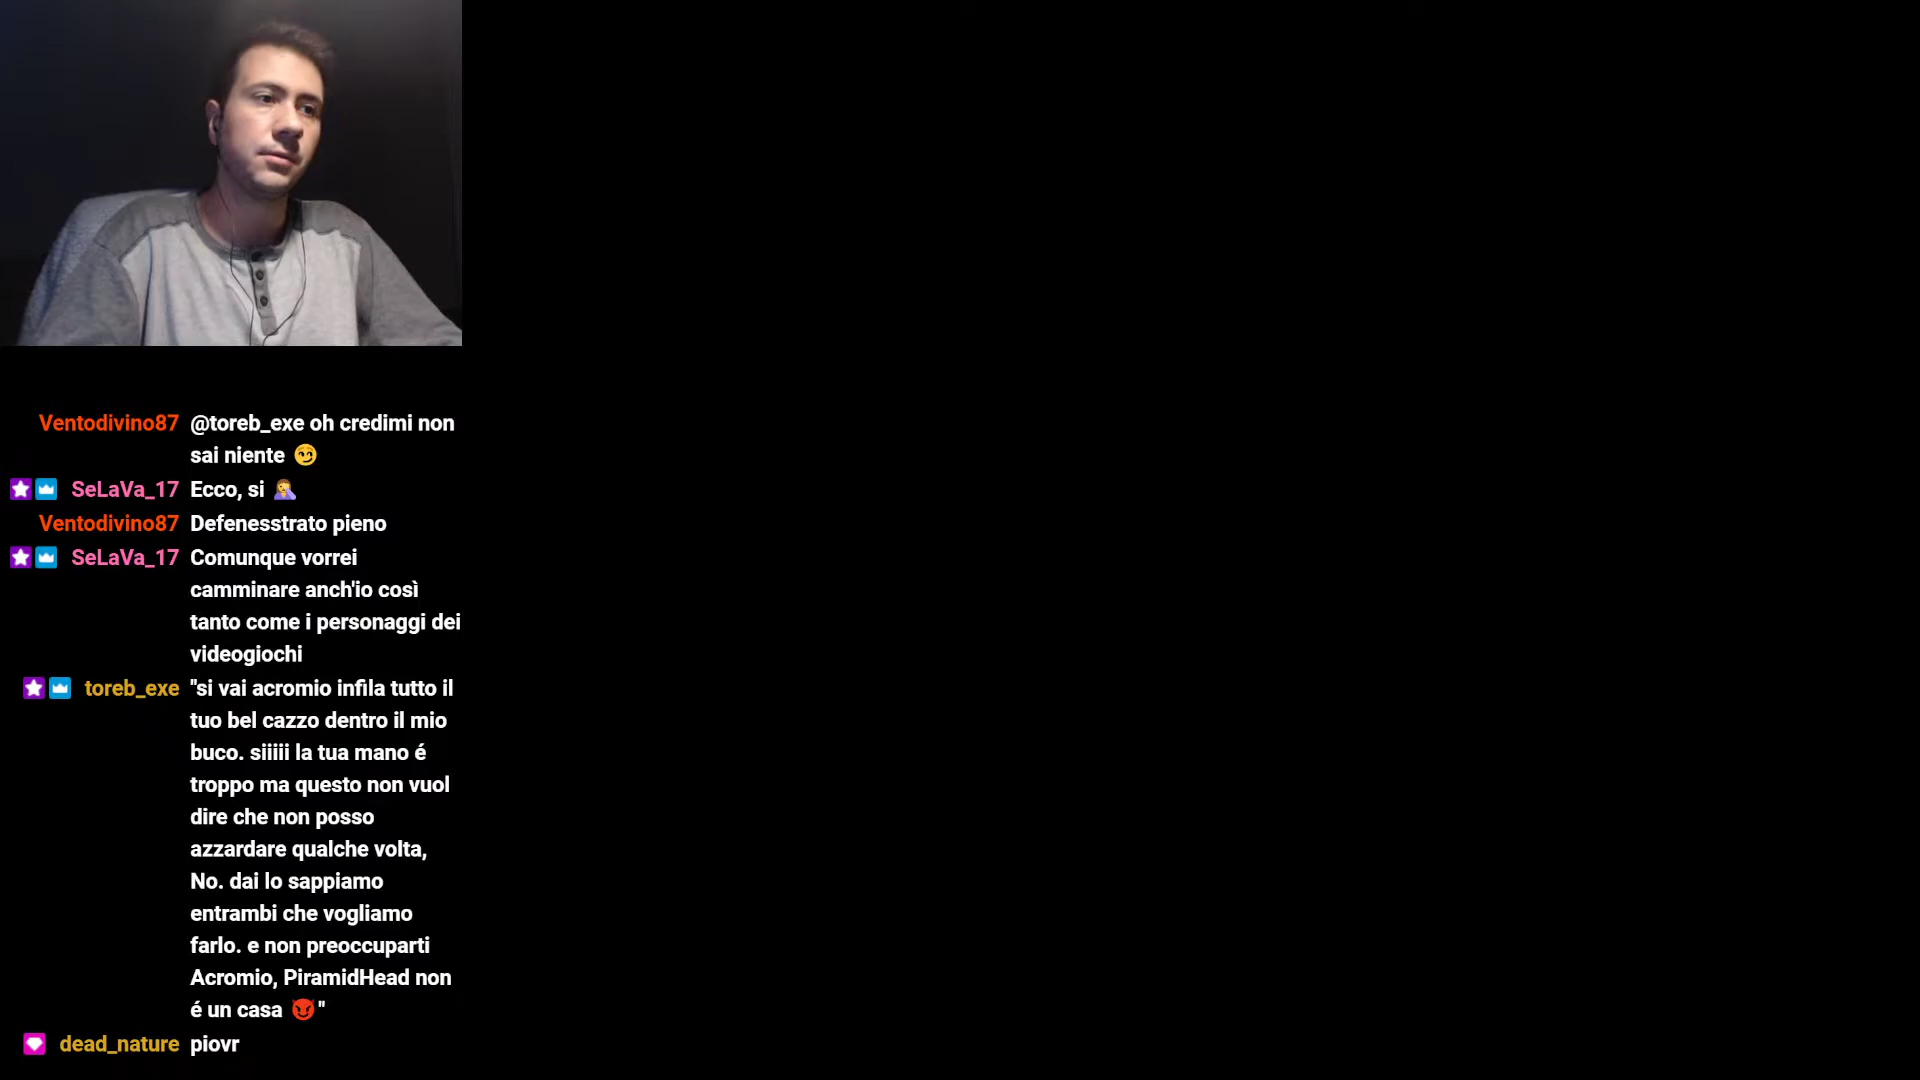 Ventodivino87 @toreb_exe oh credimi non
sai niente 😏
SeLaVa_17 Ecco, si 🤦
Ventodivino87 Defenesstrato pieno
SeLaVa_17 Comunque vorrei
camminare anch'io così
tanto come i personaggi dei
videogiochi
toreb_exe "si vai acromio infila tutto il
tuo bel cazzo dentro il mio
buco. siiiii la tua mano é
troppo ma questo non vuol
dire che non posso
azzardare qualche volta,
No. dai lo sappiamo
entrambi che vogliamo
farlo. e non preoccuparti
Acromio, PiramidHead non
é un casa 😈"
dead_nature piovr